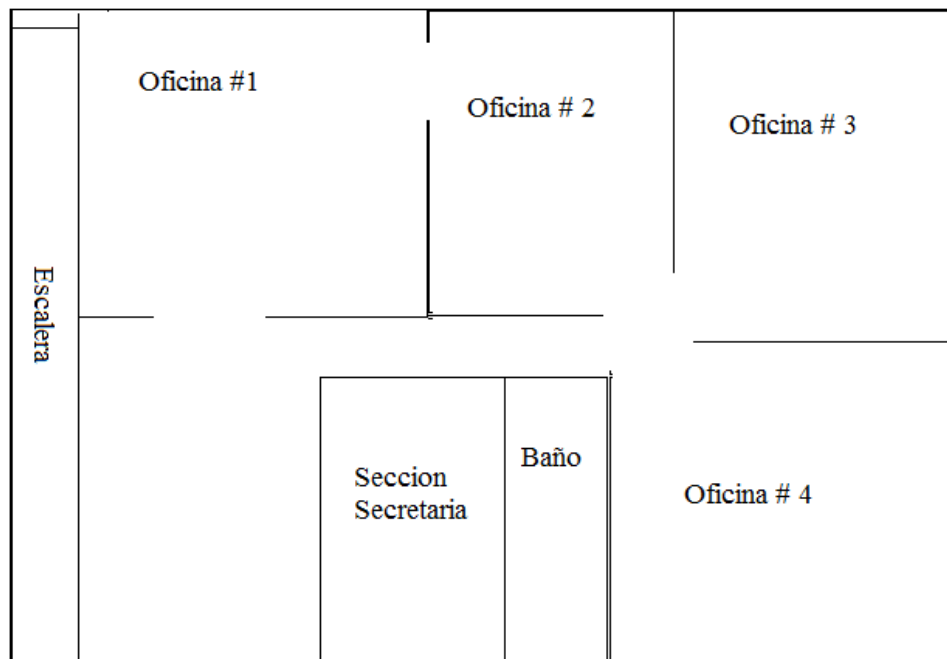 Oficina #1
Oficina # 2
Oficina # 3
Escalera
Seccion
Secretaria
Baño
Oficina # 4